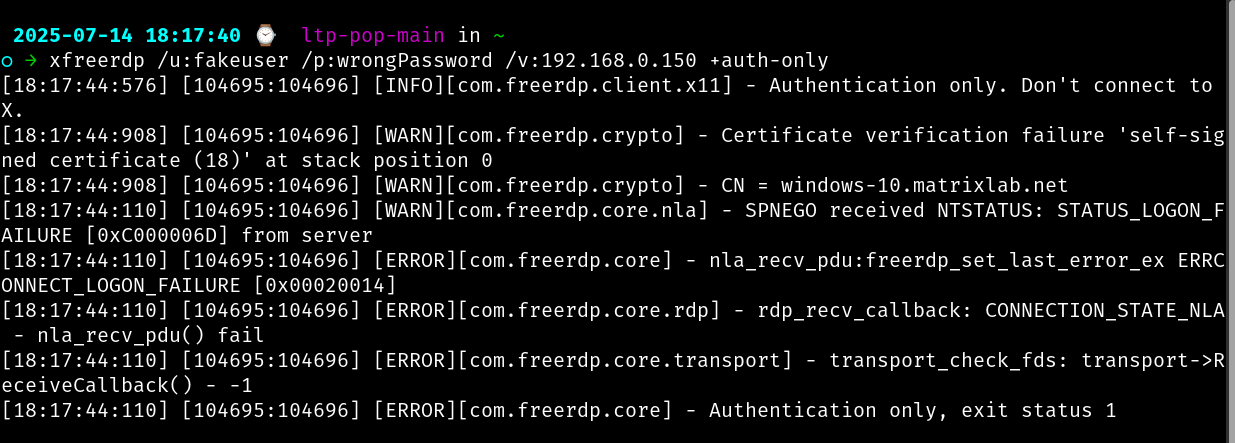 2025-07-14 18:17:40 ⌚ ltp-pop-main in ~
○ → xfreerdp /u:fakeuser /p:wrongPassword /v:192.168.0.150 +auth-only
[18:17:44:576] [104695:104696] [INFO][com.freerdp.client.x11] - Authentication only. Don't connect to
X.
[18:17:44:908] [104695:104696] [WARN][com.freerdp.crypto] - Certificate verification failure 'self-sig
ned certificate (18)' at stack position 0
[18:17:44:908] [104695:104696] [WARN][com.freerdp.crypto] - CN = windows-10.matrixlab.net
[18:17:44:110] [104695:104696] [WARN][com.freerdp.core.nla] - SPNEGO received NTSTATUS: STATUS_LOGON_F
AILURE [0xC000006D] from server
[18:17:44:110] [104695:104696] [ERROR][com.freerdp.core] - nla_recv_pdu:freerdp_set_last_error_ex ERRC
ONNECT_LOGON_FAILURE [0x00020014]
[18:17:44:110] [104695:104696] [ERROR][com.freerdp.core.rdp] - rdp_recv_callback: CONNECTION_STATE_NLA
- nla_recv_pdu() fail
[18:17:44:110] [104695:104696] [ERROR][com.freerdp.core.transport] - transport_check_fds: transport->R
eceiveCallback() - -1
[18:17:44:110] [104695:104696] [ERROR][com.freerdp.core] - Authentication only, exit status 1